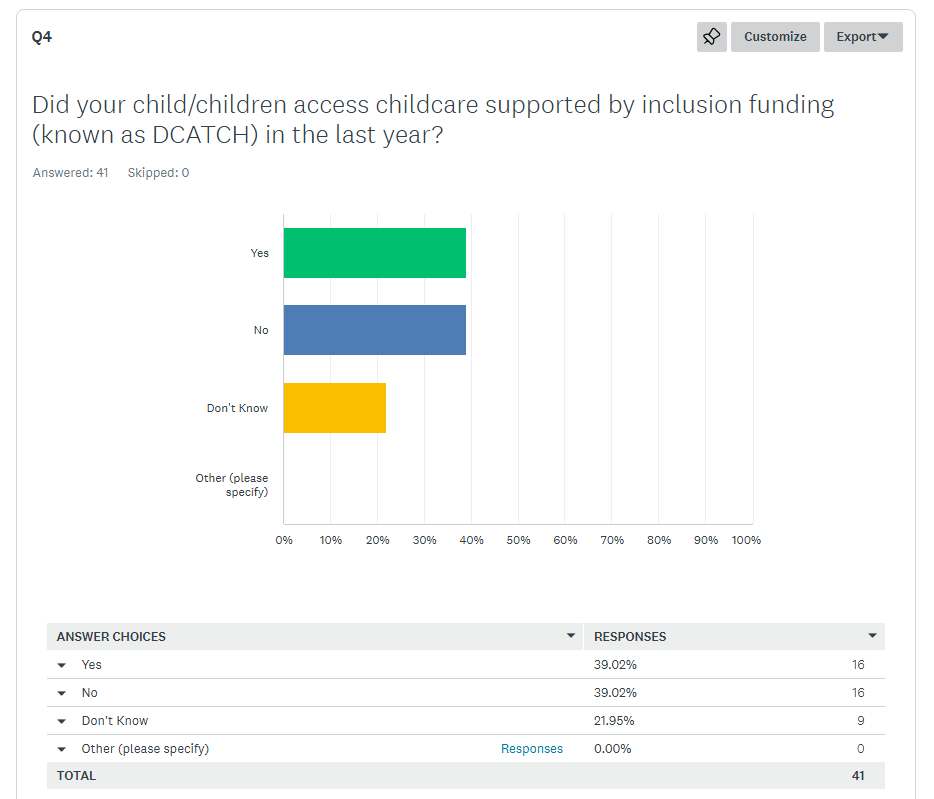 Q4
Customize
Export
Did your child/children access childcare supported by inclusion funding
(known as DCATCH) in the last year?
Answered: 41 Skipped: 0
Yes
No
Don't Know
Other (please
specify)
0% 10% 20% 30% 40% 50% 60% 70% 80% 90% 100%
ANSWER CHOICES RESPONSES
Yes 39.02% 16
No 39.02% 16
Don't Know 21.95% 9
Other (please specify) Responses 0.00% 0
TOTAL 41